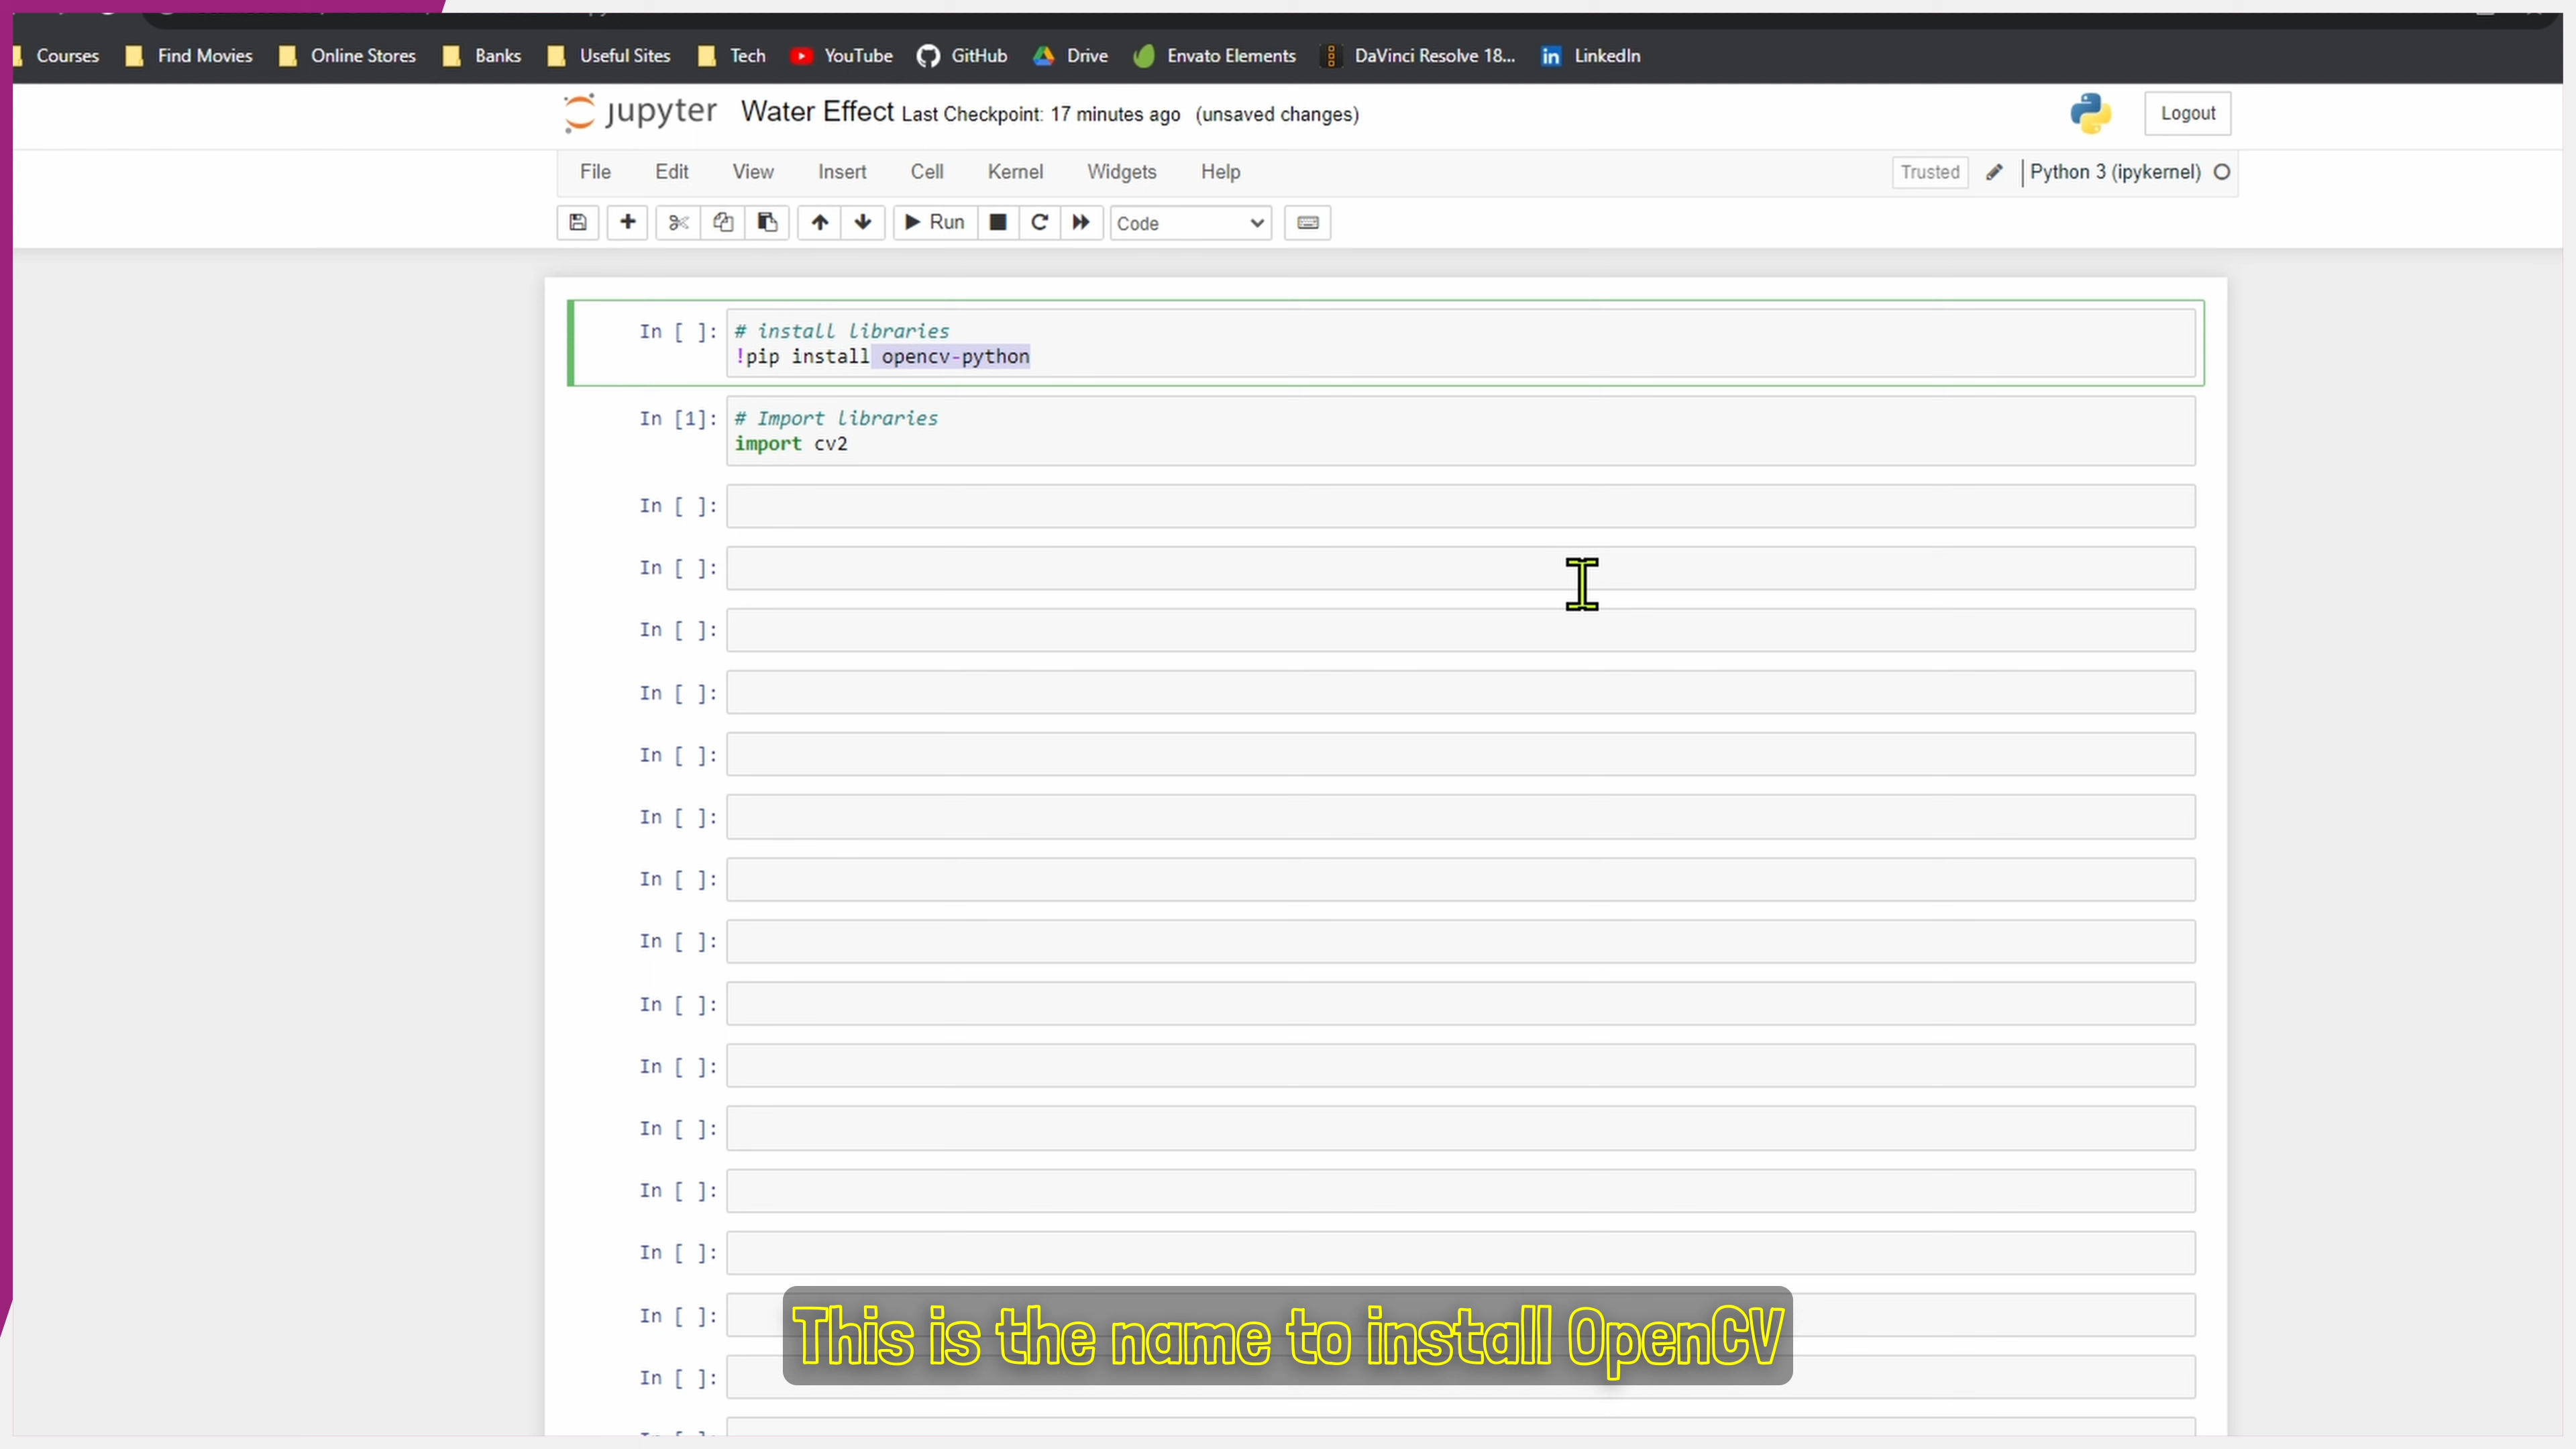 Courses Find Movies Online Stores Banks Useful Sites Tech YouTube GitHub Drive Envato Elements DaVinci Resolve 18... LinkedIn
jupyter Water Effect Last Checkpoint: 17 minutes ago (unsaved changes) Logout
File Edit View Insert Cell Kernel Widgets Help Trusted Python 3 (ipykernel)
Run Code
In [ ]: # install libraries
!pip install opencv-python
In [1]: # Import libraries
import cv2
In [ ]:
In [ ]:
In [ ]:
In [ ]:
In [ ]:
In [ ]:
In [ ]:
In [ ]:
In [ ]:
In [ ]:
In [ ]:
In [ ]:
In [ ]:
In [ ]:
This is the name to install OpenCV
In [ ]: